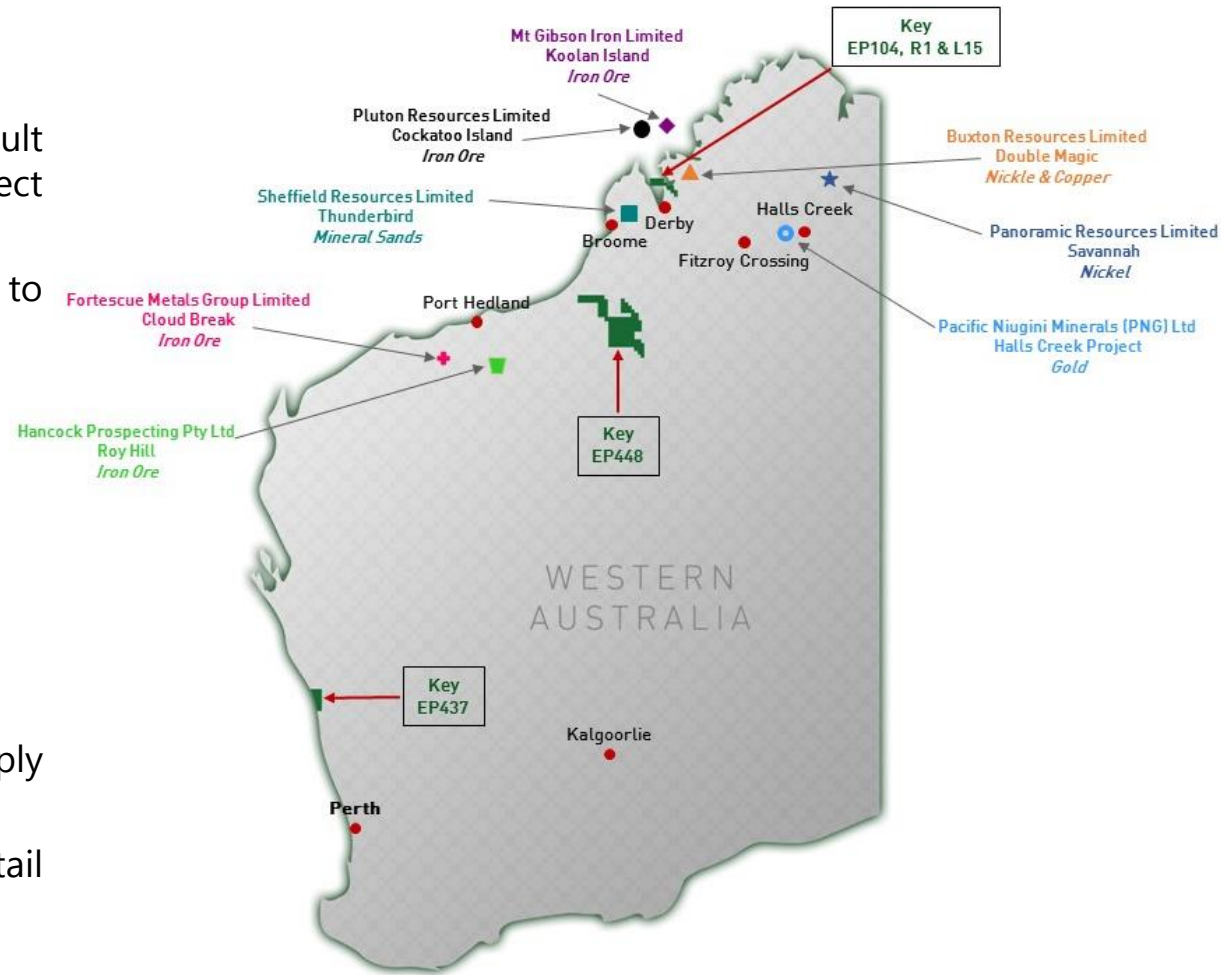 ult
ect
to
ply
tail
Key
EP104, R1 & L15
Mt Gibson Iron Limited
Koolan Island
Iron Ore
Pluton Resources Limited
Cockatoo Island
Iron Ore
Buxton Resources Limited
Double Magic
Nickle & Copper
Sheffield Resources Limited
Thunderbird
Mineral Sands
Derby
Broome
Halls Creek
Fitzroy Crossing
Panoramic Resources Limited
Savannah
Nickel
Fortescue Metals Group Limited
Cloud Break
Iron Ore
Port Hedland
Pacific Niugini Minerals (PNG) Ltd
Halls Creek Project
Gold
Hancock Prospecting Pty Ltd
Roy Hill
Iron Ore
Key
EP448
WESTERN
AUSTRALIA
Key
EP437
Kalgoorlie
Perth